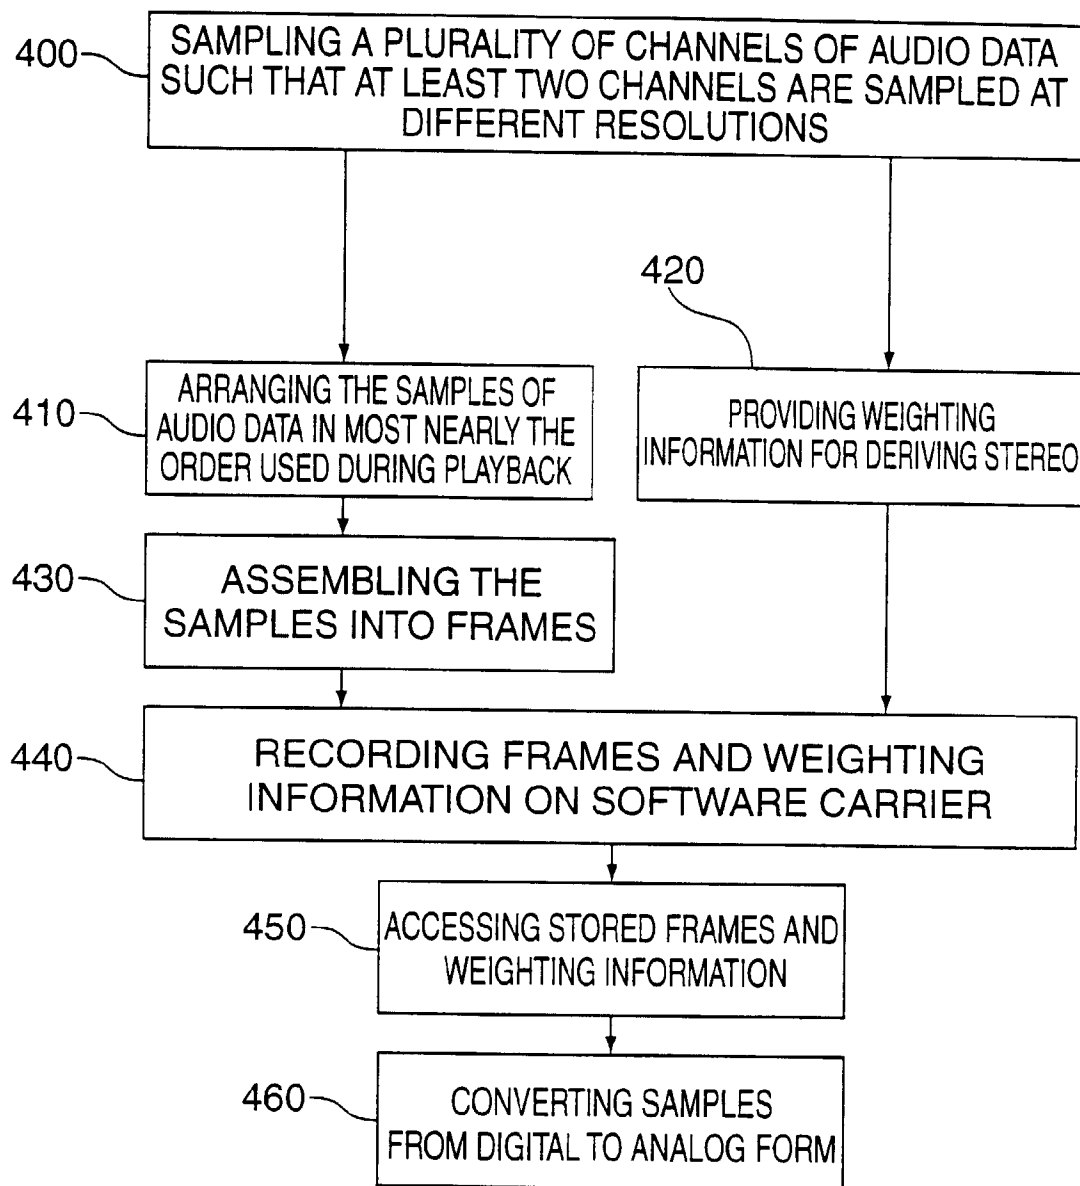 400
SAMPLING A PLURALITY OF CHANNELS OF AUDIO DATA
SUCH THAT AT LEAST TWO CHANNELS ARE SAMPLED AT
DIFFERENT RESOLUTIONS
420
410
ARRANGING THE SAMPLES OF
AUDIO DATA IN MOST NEARLY THE
ORDER USED DURING PLAYBACK
PROVIDING WEIGHTING
INFORMATION FOR DERIVING STEREO
430
ASSEMBLING THE
SAMPLES INTO FRAMES
440
RECORDING FRAMES AND WEIGHTING
INFORMATION ON SOFTWARE CARRIER
450
ACCESSING STORED FRAMES AND
WEIGHTING INFORMATION
460
CONVERTING SAMPLES
FROM DIGITAL TO ANALOG FORM